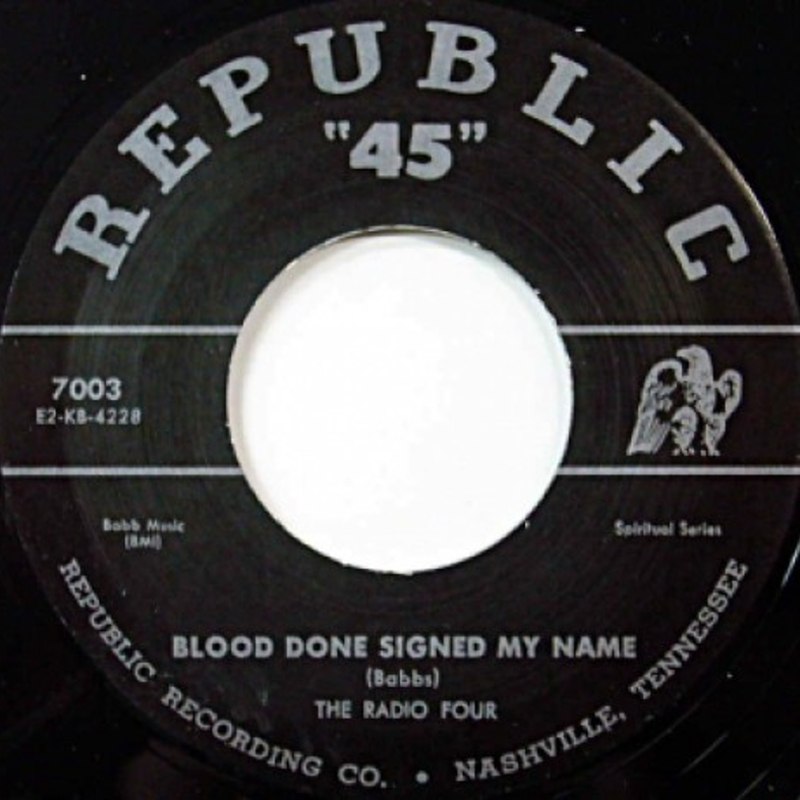 REPUBLIC
"45"
7003
E2-KB-4228
Babb Music
(BMI)
Spiritual Series
BLOOD DONE SIGNED MY NAME
(Babbs)
THE RADIO FOUR
REPUBLIC RECORDING CO. • NASHVILLE, TENNESSEE